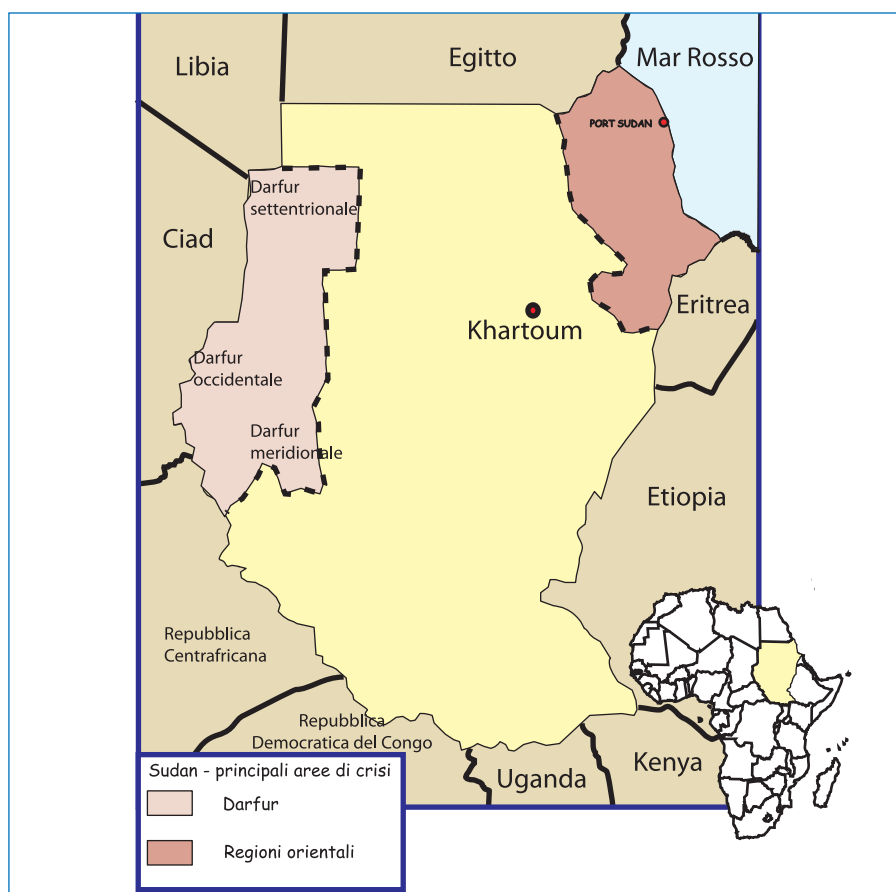 Libia
Egitto
Mar Rosso
PORT SUDAN
Darfur
settentrionale
Ciad
Eritrea
Khartoum
Darfur
occidentale
Darfur
meridionale
Etiopia
Repubblica
Centrafricana
Repubblica
Democratica del Congo
Uganda
Kenya
Sudan - principali aree di crisi
Darfur
Regioni orientali